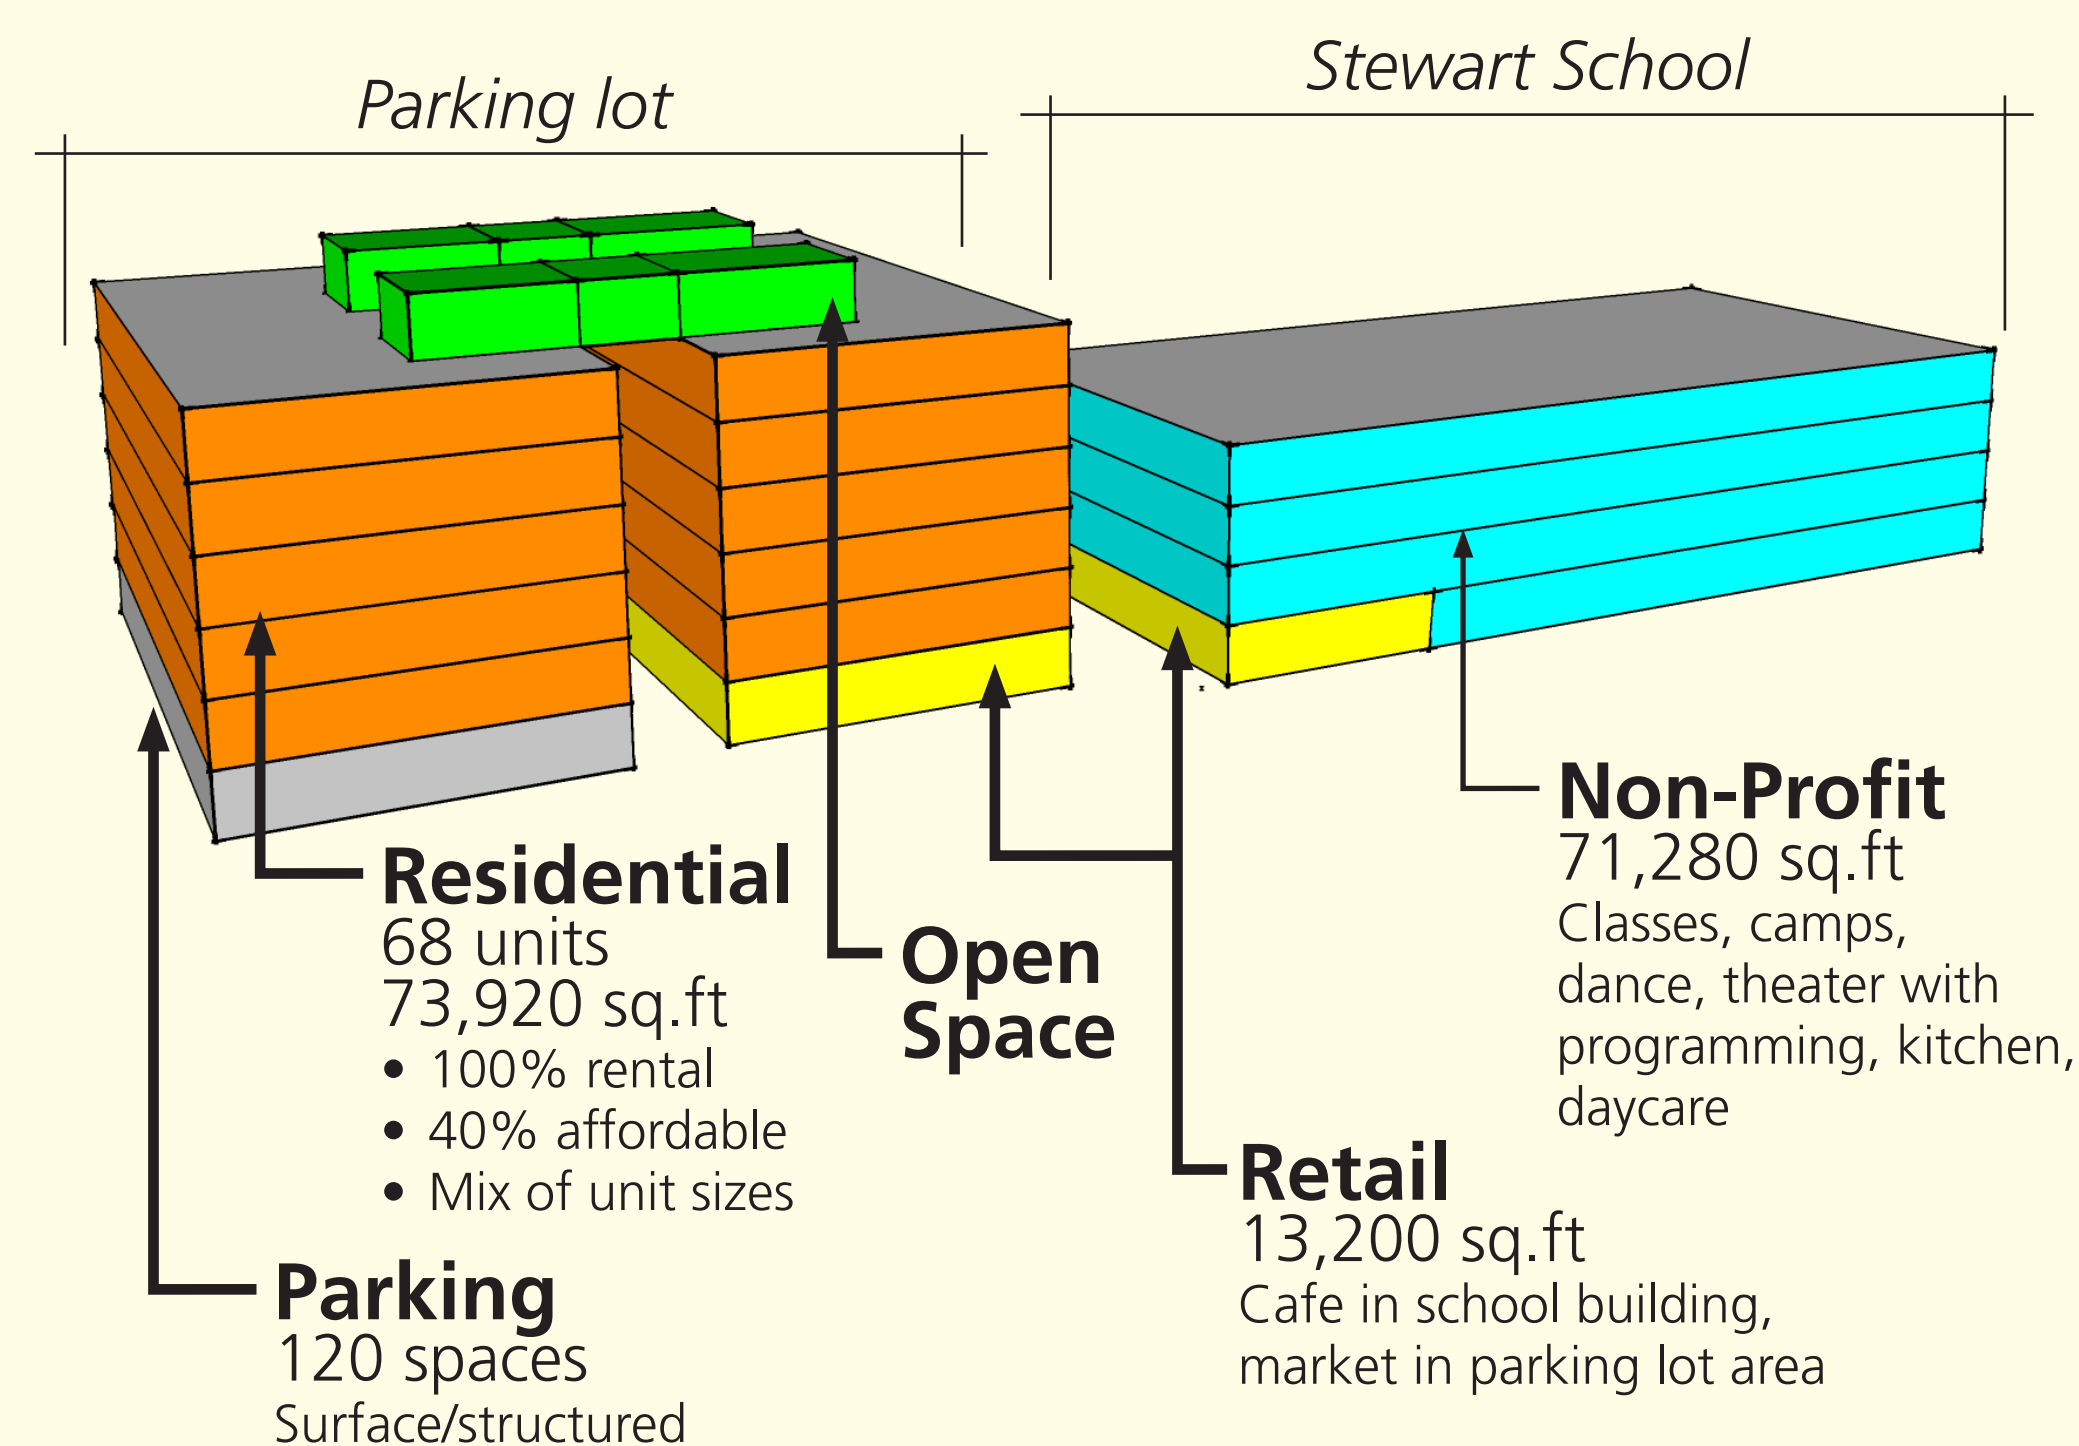 Parking lot
Stewart School
Non-Profit
71,280 sq.ft
Classes, camps,
dance, theater with
programming, kitchen,
daycare
Residential
68 units
73,920 sq.ft
• 100% rental
• 40% affordable
• Mix of unit sizes
Open
Space
Retail
13,200 sq.ft
Cafe in school building,
market in parking lot area
Parking
120 spaces
Surface/structured